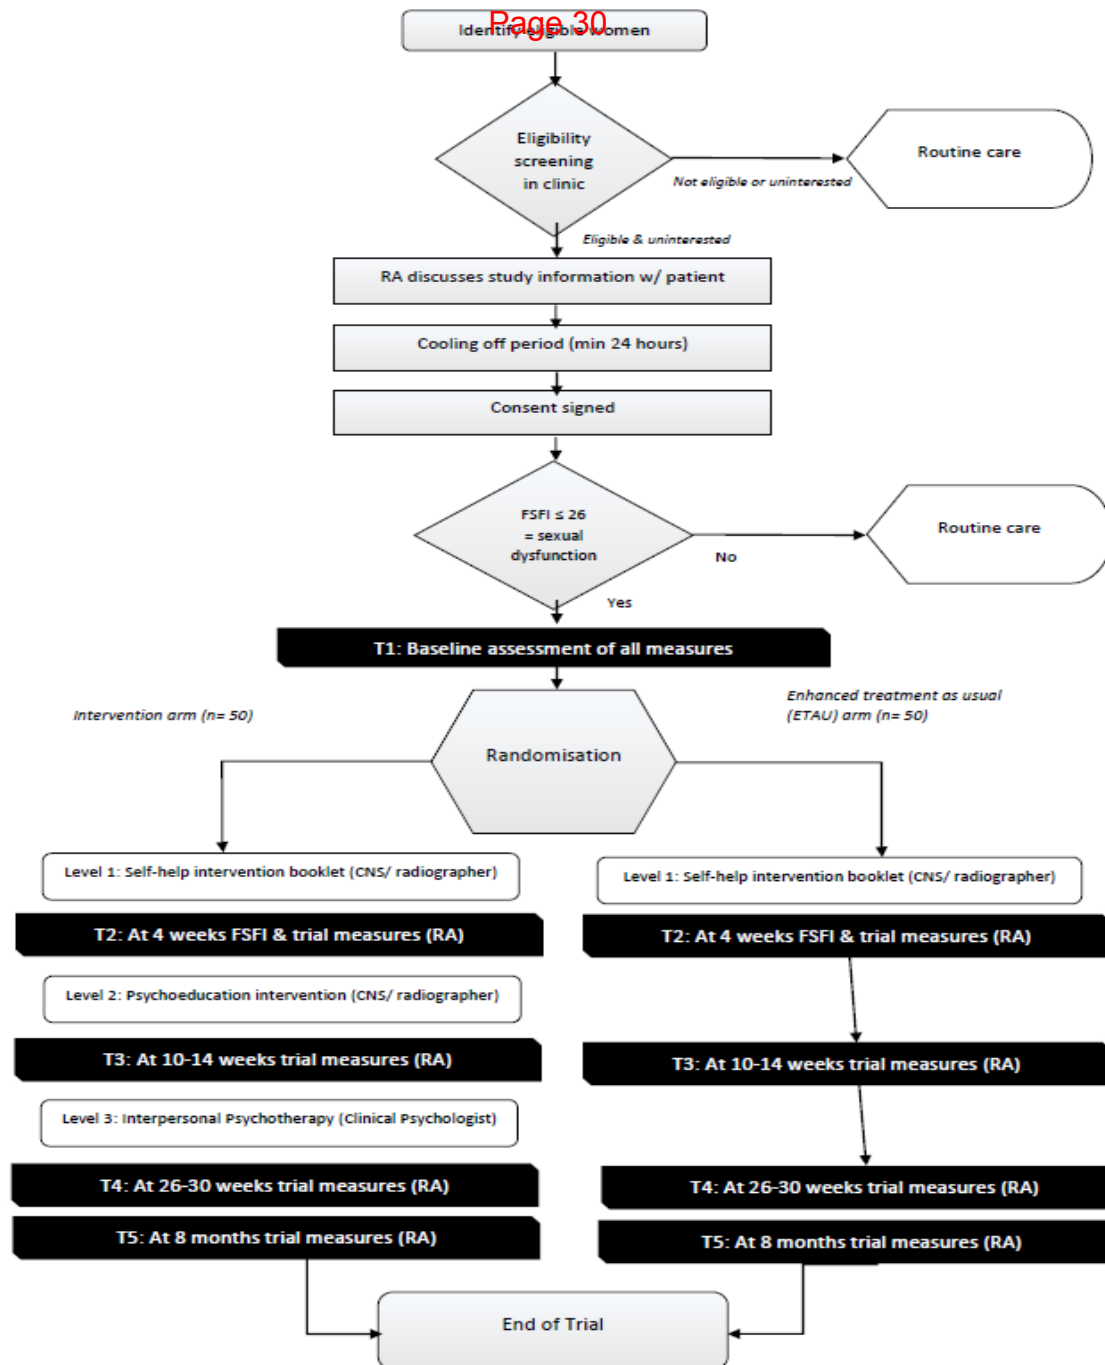 Page 30
Identify eligible women
Eligibility
screening
in clinic
Routine care
Not eligible or uninterested
Eligible & uninterested
RA discusses study information w/ patient
Cooling off period (min 24 hours)
Consent signed
FSFI ≤ 26
= sexual
dysfunction
Routine care
No
Yes
T1: Baseline assessment of all measures
Intervention arm (n= 50)
Enhanced treatment as usual
(ETAU) arm (n= 50)
Randomisation
Level 1: Self-help intervention booklet (CNS/ radiographer)
Level 1: Self-help intervention booklet (CNS/ radiographer)
T2: At 4 weeks FSFI & trial measures (RA)
T2: At 4 weeks FSFI & trial measures (RA)
Level 2: Psychoeducation intervention (CNS/ radiographer)
T3: At 10-14 weeks trial measures (RA)
T3: At 10-14 weeks trial measures (RA)
Level 3: Interpersonal Psychotherapy (Clinical Psychologist)
T4: At 26-30 weeks trial measures (RA)
T4: At 26-30 weeks trial measures (RA)
T5: At 8 months trial measures (RA)
T5: At 8 months trial measures (RA)
End of Trial